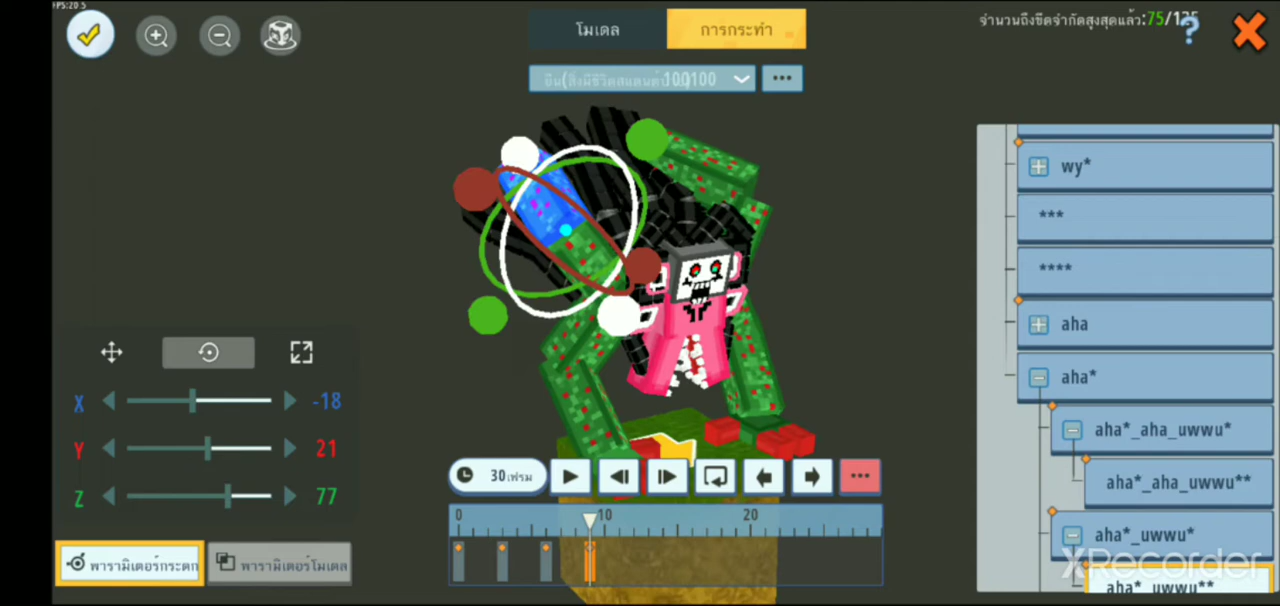 FPS:20.5
โมเดล
การกระทำ
จำนวนถึงขีดจำกัดสูงสุดแล้ว:75/125
?
100100
wy*
***
****
aha
aha*
aha*_aha_uwwu*
aha*_aha_uwwu**
aha*_uwwu*
aha*_uwwu**
X -18
Y 21
Z 77
30เฟรม
0 10 20
พารามิเตอร์กระดูก
พารามิเตอร์โมเดล
XRecorder